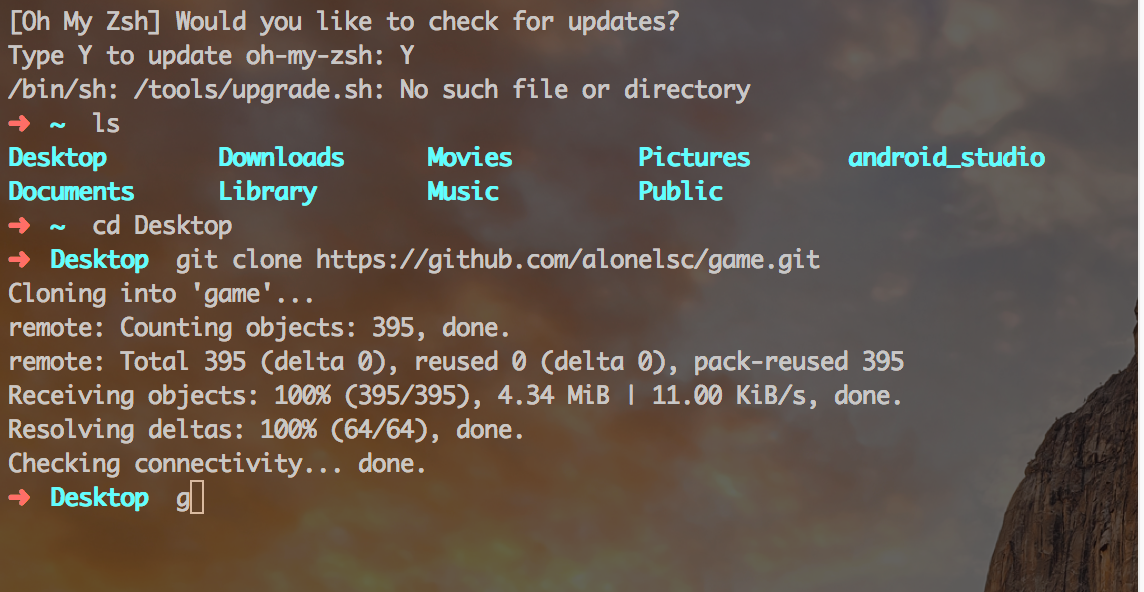 [Oh My Zsh] Would you like to check for updates?
Type Y to update oh-my-zsh: Y
/bin/sh: /tools/upgrade.sh: No such file or directory
➜ ~ ls
Desktop Downloads Movies Pictures android_studio
Documents Library Music Public
➜ ~ cd Desktop
➜ Desktop git clone https://github.com/alonelsc/game.git
Cloning into 'game'...
remote: Counting objects: 395, done.
remote: Total 395 (delta 0), reused 0 (delta 0), pack-reused 395
Receiving objects: 100% (395/395), 4.34 MiB | 11.00 KiB/s, done.
Resolving deltas: 100% (64/64), done.
Checking connectivity... done.
➜ Desktop g